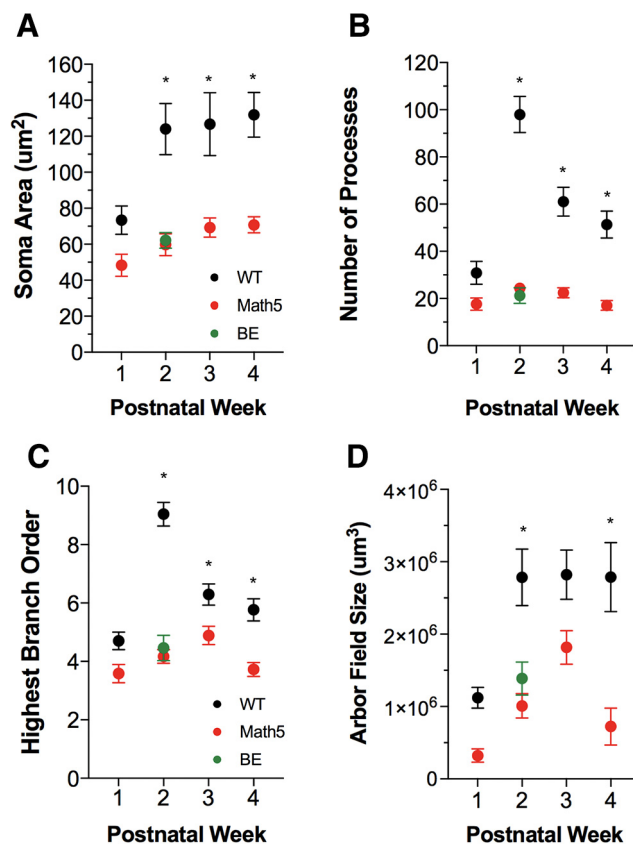 A
Soma Area (um²)
160
140
120
100
80
60
40
20
0
* * *
WT
Math5
BE
1 2 3 4
Postnatal Week
B
Number of Processes
120
100
80
60
40
20
0
*
*
*
1 2 3 4
Postnatal Week
C
Highest Branch Order
10
8
6
4
2
0
*
*
*
WT
Math5
BE
1 2 3 4
Postnatal Week
D
Arbor Field Size (um³)
4×10⁶
3×10⁶
2×10⁶
1×10⁶
0
* *
1 2 3 4
Postnatal Week